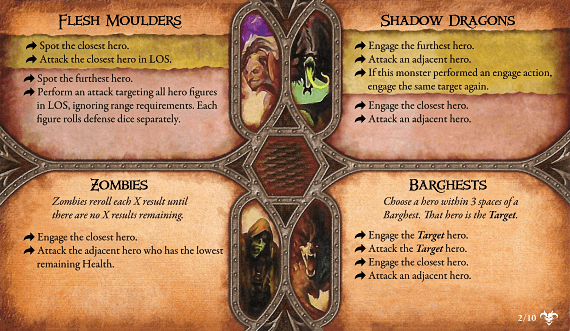 Flesh Moulders
Spot the closest hero.
Attack the closest hero in LOS.
Spot the furthest hero.
Perform an attack targeting all hero figures
in LOS, ignoring range requirements. Each
figure rolls defense dice separately.
Shadow Dragons
Engage the furthest hero.
Attack an adjacent hero.
If this monster performed an engage action,
engage the same target again.
Engage the closest hero.
Attack an adjacent hero.
Zombies
Zombies reroll each X result until
there are no X results remaining.
Engage the closest hero.
Attack the adjacent hero who has the lowest
remaining Health.
Barghests
Choose a hero within 3 spaces of a
Barghest. That hero is the Target.
Engage the Target hero.
Attack the Target hero.
Engage the closest hero.
Attack an adjacent hero.
2/10